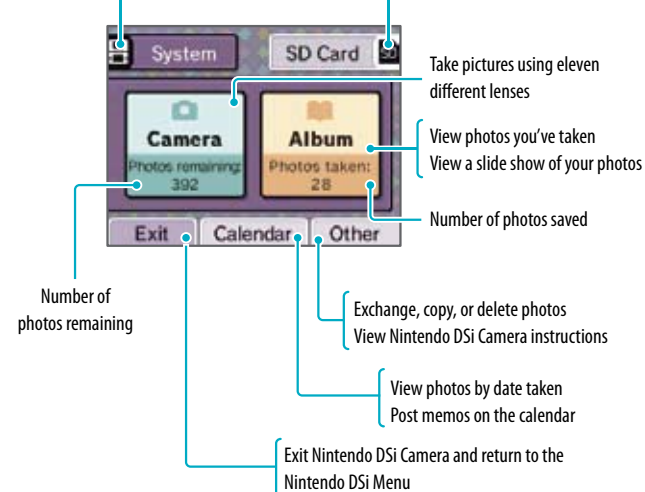 System
SD Card
SD
Camera
Photos remaining:
392
Album
Photos taken:
28
Exit
Calendar
Other
Take pictures using eleven
different lenses
View photos you've taken
View a slide show of your photos
Number of photos saved
Number of
photos remaining
Exchange, copy, or delete photos
View Nintendo DSi Camera instructions
View photos by date taken
Post memos on the calendar
Exit Nintendo DSi Camera and return to the
Nintendo DSi Menu